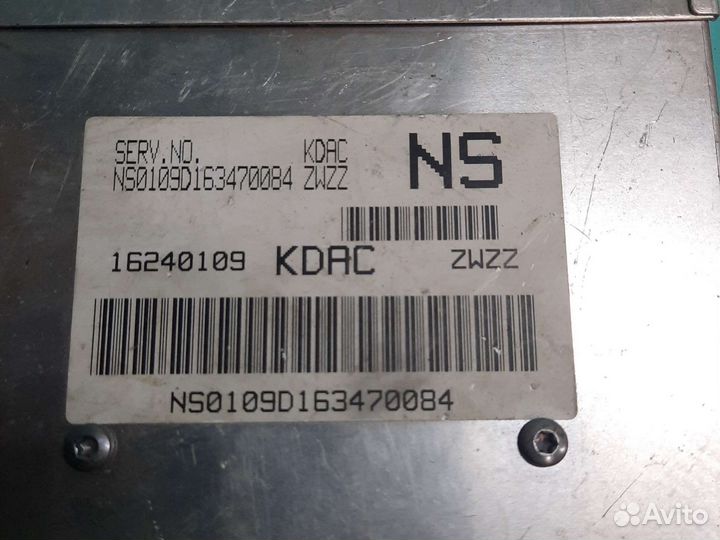 SERV.NO. KDAC NS
NS0109D163470084 ZWZZ
16240109 KDAC ZWZZ
NS0109D163470084
Avito